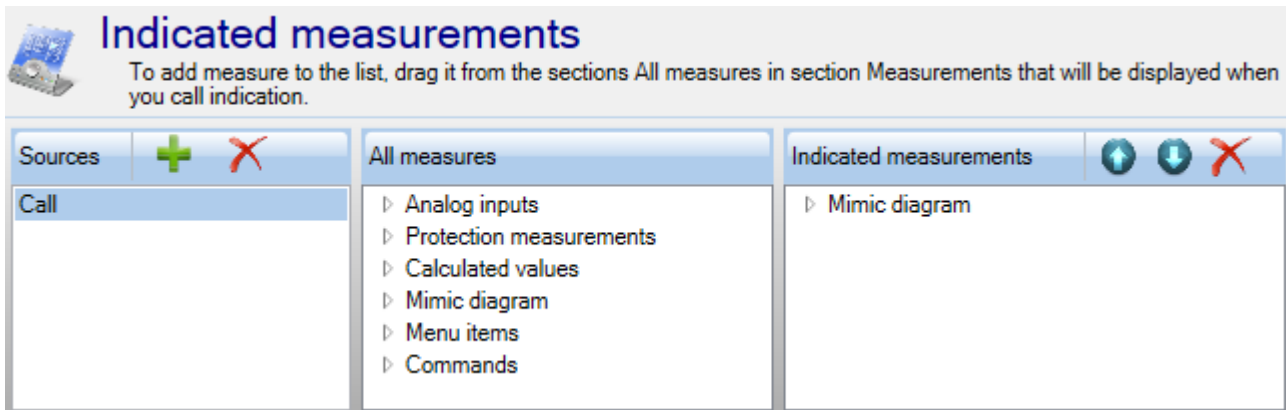 Indicated measurements
To add measure to the list, drag it from the sections All measures in section Measurements that will be displayed when
you call indication.
Sources
All measures
Indicated measurements
Call
Analog inputs
Protection measurements
Calculated values
Mimic diagram
Menu items
Commands
Mimic diagram